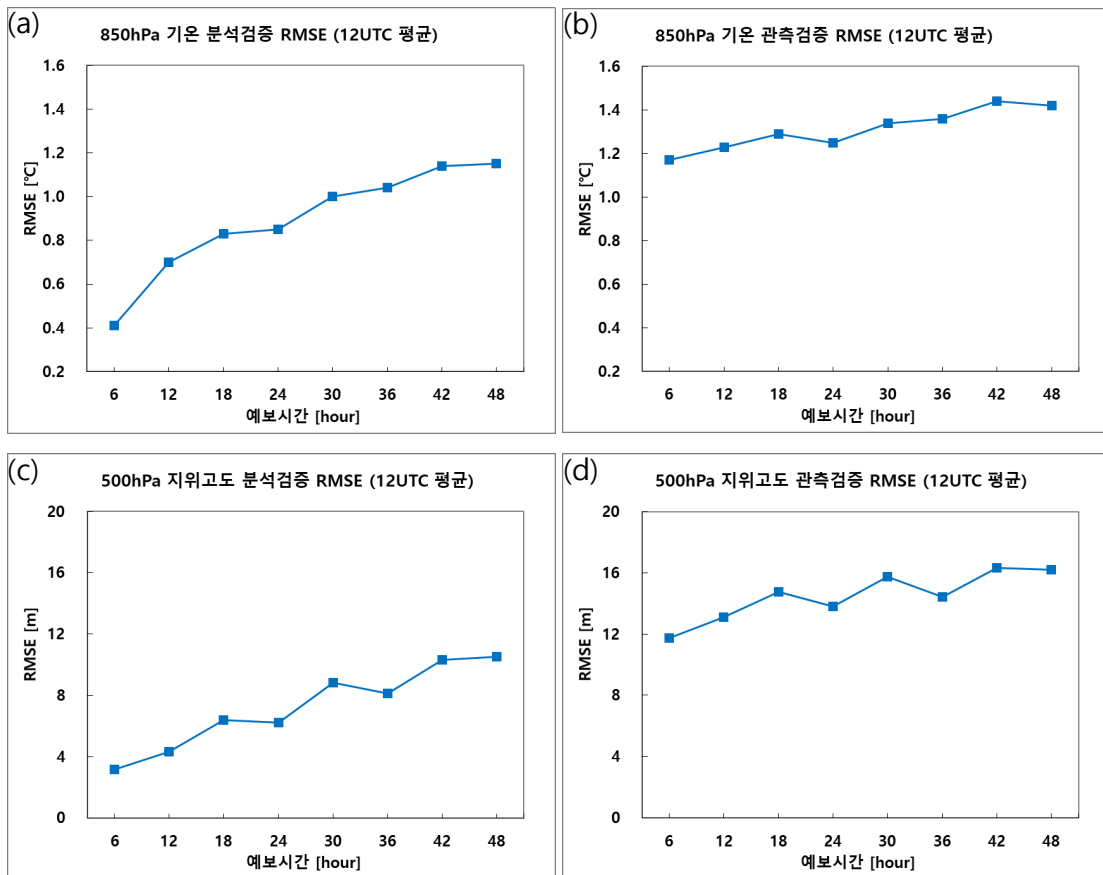 (a)
850hPa 기온 분석검증 RMSE (12UTC 평균)
RMSE [℃]
1.6
1.4
1.2
1.0
0.8
0.6
0.4
0.2
6 12 18 24 30 36 42 48
예보시간 [hour]
(b)
850hPa 기온 관측검증 RMSE (12UTC 평균)
RMSE [℃]
1.6
1.4
1.2
1.0
0.8
0.6
0.4
0.2
6 12 18 24 30 36 42 48
예보시간 [hour]
(c)
500hPa 지위고도 분석검증 RMSE (12UTC 평균)
RMSE [m]
20
16
12
8
4
0
6 12 18 24 30 36 42 48
예보시간 [hour]
(d)
500hPa 지위고도 관측검증 RMSE (12UTC 평균)
RMSE [m]
20
16
12
8
4
0
6 12 18 24 30 36 42 48
예보시간 [hour]